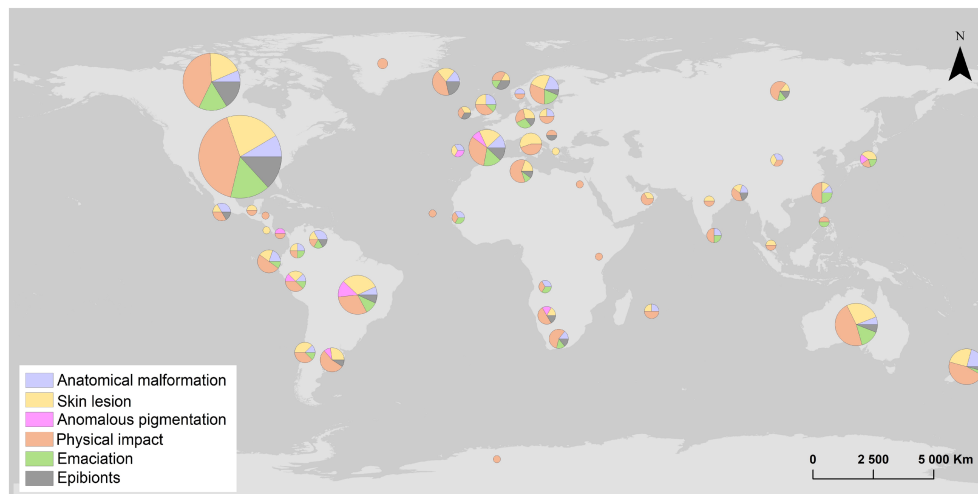 N
Anatomical malformation
Skin lesion
Anomalous pigmentation
Physical impact
Emaciation
Epibionts
0 2 500 5 000 Km